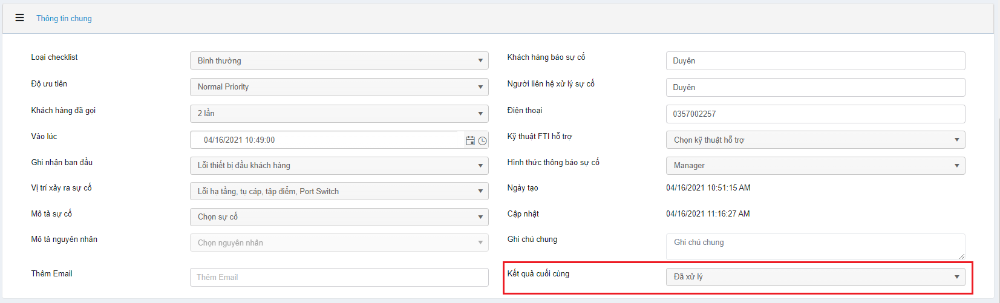 Thông tin chung
Loại checklist
Bình thường
Khách hàng báo sự cố
Duyên
Độ ưu tiên
Normal Priority
Người liên hệ xử lý sự cố
Duyên
Khách hàng đã gọi
2 lần
Điện thoại
0357002257
Vào lúc
04/16/2021 10:49:00
Kỹ thuật FTI hỗ trợ
Chọn kỹ thuật hỗ trợ
Ghi nhận ban đầu
Lỗi thiết bị đầu khách hàng
Hình thức thông báo sự cố
Manager
Vị trí xảy ra sự cố
Lỗi hạ tầng, tụ cáp, tập điểm, Port Switch
Ngày tạo
04/16/2021 10:51:15 AM
Mô tả sự cố
Chọn sự cố
Cập nhật
04/16/2021 11:16:27 AM
Mô tả nguyên nhân
Chọn nguyên nhân
Ghi chú chung
Ghi chú chung
Thêm Email
Thêm Email
Kết quả cuối cùng
Đã xử lý